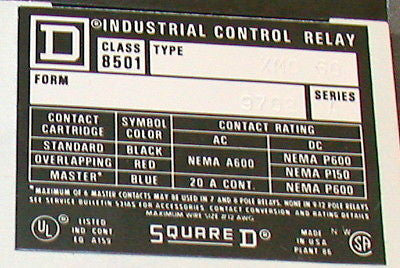 D ® INDUSTRIAL CONTROL RELAY
CLASS 8501 TYPE
FORM SERIES
CONTACT CARTRIDGE SYMBOL COLOR CONTACT RATING
AC DC
STANDARD BLACK NEMA A600 NEMA P600
OVERLAPPING RED NEMA P150
MASTER* BLUE 20 A CONT. NEMA P600
*MAXIMUM OF 6 MASTER CONTACTS MAY BE USED IN 7 AND 8 POLE RELAYS. NONE IN 9-12 POLE RELAYS
SEE SERVICE BULLETIN 521AS FOR ACCESSORIES, CONTACT CONVERSION AND RATING DETAILS
MAXIMUM WIRE SIZE #12 AWG
UL ® LISTED IND CONT EQ A153 SQUARE D ® MADE IN U.S.A. PLANT 86 N W SA